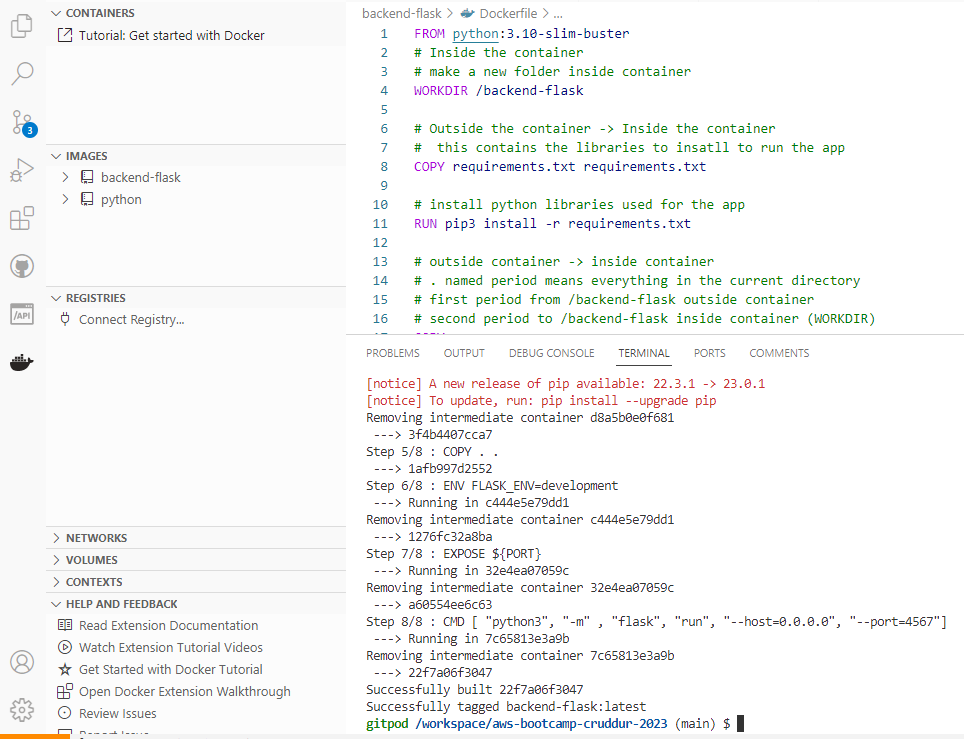 CONTAINERS
Tutorial: Get started with Docker
IMAGES
backend-flask
python
REGISTRIES
Connect Registry...
NETWORKS
VOLUMES
CONTEXTS
HELP AND FEEDBACK
Read Extension Documentation
Watch Extension Tutorial Videos
Get Started with Docker Tutorial
Open Docker Extension Walkthrough
Review Issues
Report Issue
3
/API
backend-flask > Dockerfile > ...
1 FROM python:3.10-slim-buster
2 # Inside the container
3 # make a new folder inside container
4 WORKDIR /backend-flask
5
6 # Outside the container -> Inside the container
7 #  this contains the libraries to insatll to run the app
8 COPY requirements.txt requirements.txt
9
10 # install python libraries used for the app
11 RUN pip3 install -r requirements.txt
12
13 # outside container -> inside container
14 # . named period means everything in the current directory
15 # first period from /backend-flask outside container
16 # second period to /backend-flask inside container (WORKDIR)
PROBLEMS OUTPUT DEBUG CONSOLE TERMINAL PORTS COMMENTS
[notice] A new release of pip available: 22.3.1 -> 23.0.1
[notice] To update, run: pip install --upgrade pip
Removing intermediate container d8a5b0e0f681
 ---> 3f4b4407cca7
Step 5/8 : COPY . .
 ---> 1afb997d2552
Step 6/8 : ENV FLASK_ENV=development
 ---> Running in c444e5e79dd1
Removing intermediate container c444e5e79dd1
 ---> 1276fc32a8ba
Step 7/8 : EXPOSE ${PORT}
 ---> Running in 32e4ea07059c
Removing intermediate container 32e4ea07059c
 ---> a60554ee6c63
Step 8/8 : CMD [ "python3", "-m" , "flask", "run", "--host=0.0.0.0", "--port=4567"]
 ---> Running in 7c65813e3a9b
Removing intermediate container 7c65813e3a9b
 ---> 22f7a06f3047
Successfully built 22f7a06f3047
Successfully tagged backend-flask:latest
gitpod /workspace/aws-bootcamp-cruddur-2023 (main) $